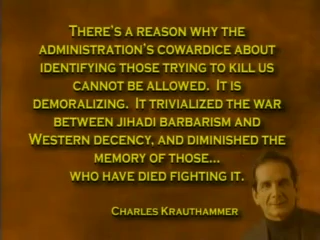 There's a reason why the
administration's cowardice about
identifying those trying to kill us
cannot be allowed. It is
demoralizing. It trivialized the war
between jihadi barbarism and
Western decency, and diminished the
memory of those...
who have died fighting it.
Charles Krauthammer